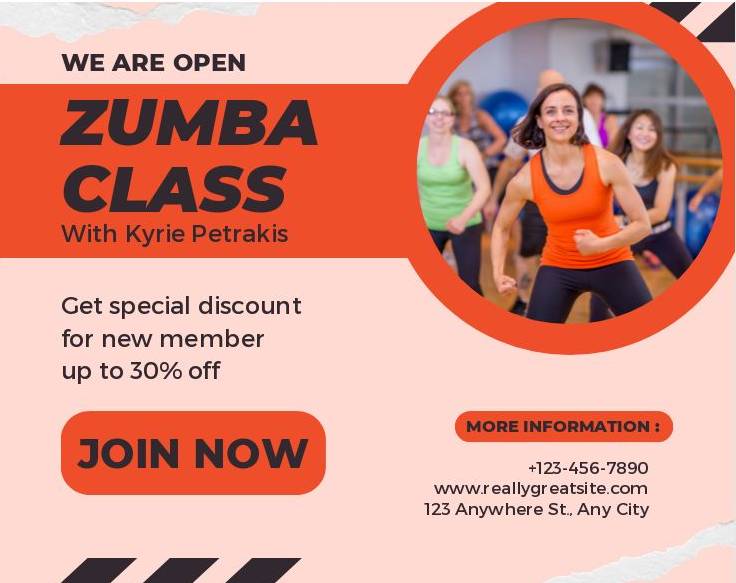 WE ARE OPEN
ZUMBA
CLASS
With Kyrie Petrakis
Get special discount
for new member
up to 30% off
JOIN NOW
MORE INFORMATION :
+123-456-7890
www.reallygreatsite.com
123 Anywhere St., Any City